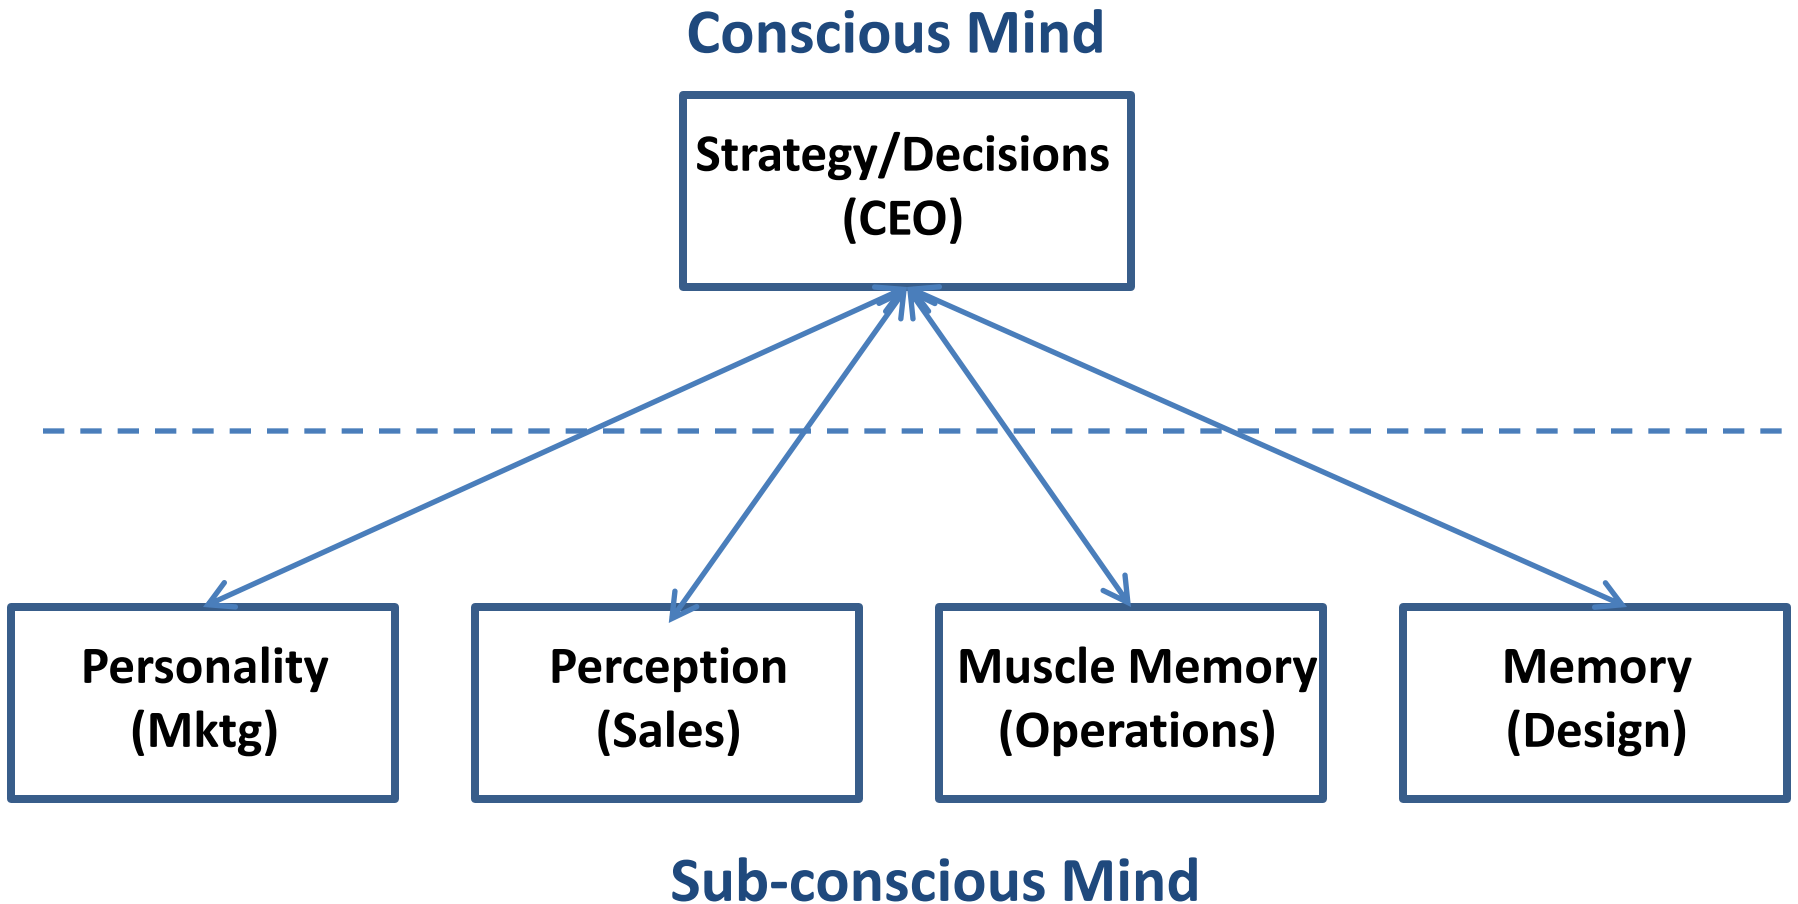 Conscious Mind
Strategy/Decisions
(CEO)
Personality
(Mktg)
Perception
(Sales)
Muscle Memory
(Operations)
Memory
(Design)
Sub-conscious Mind